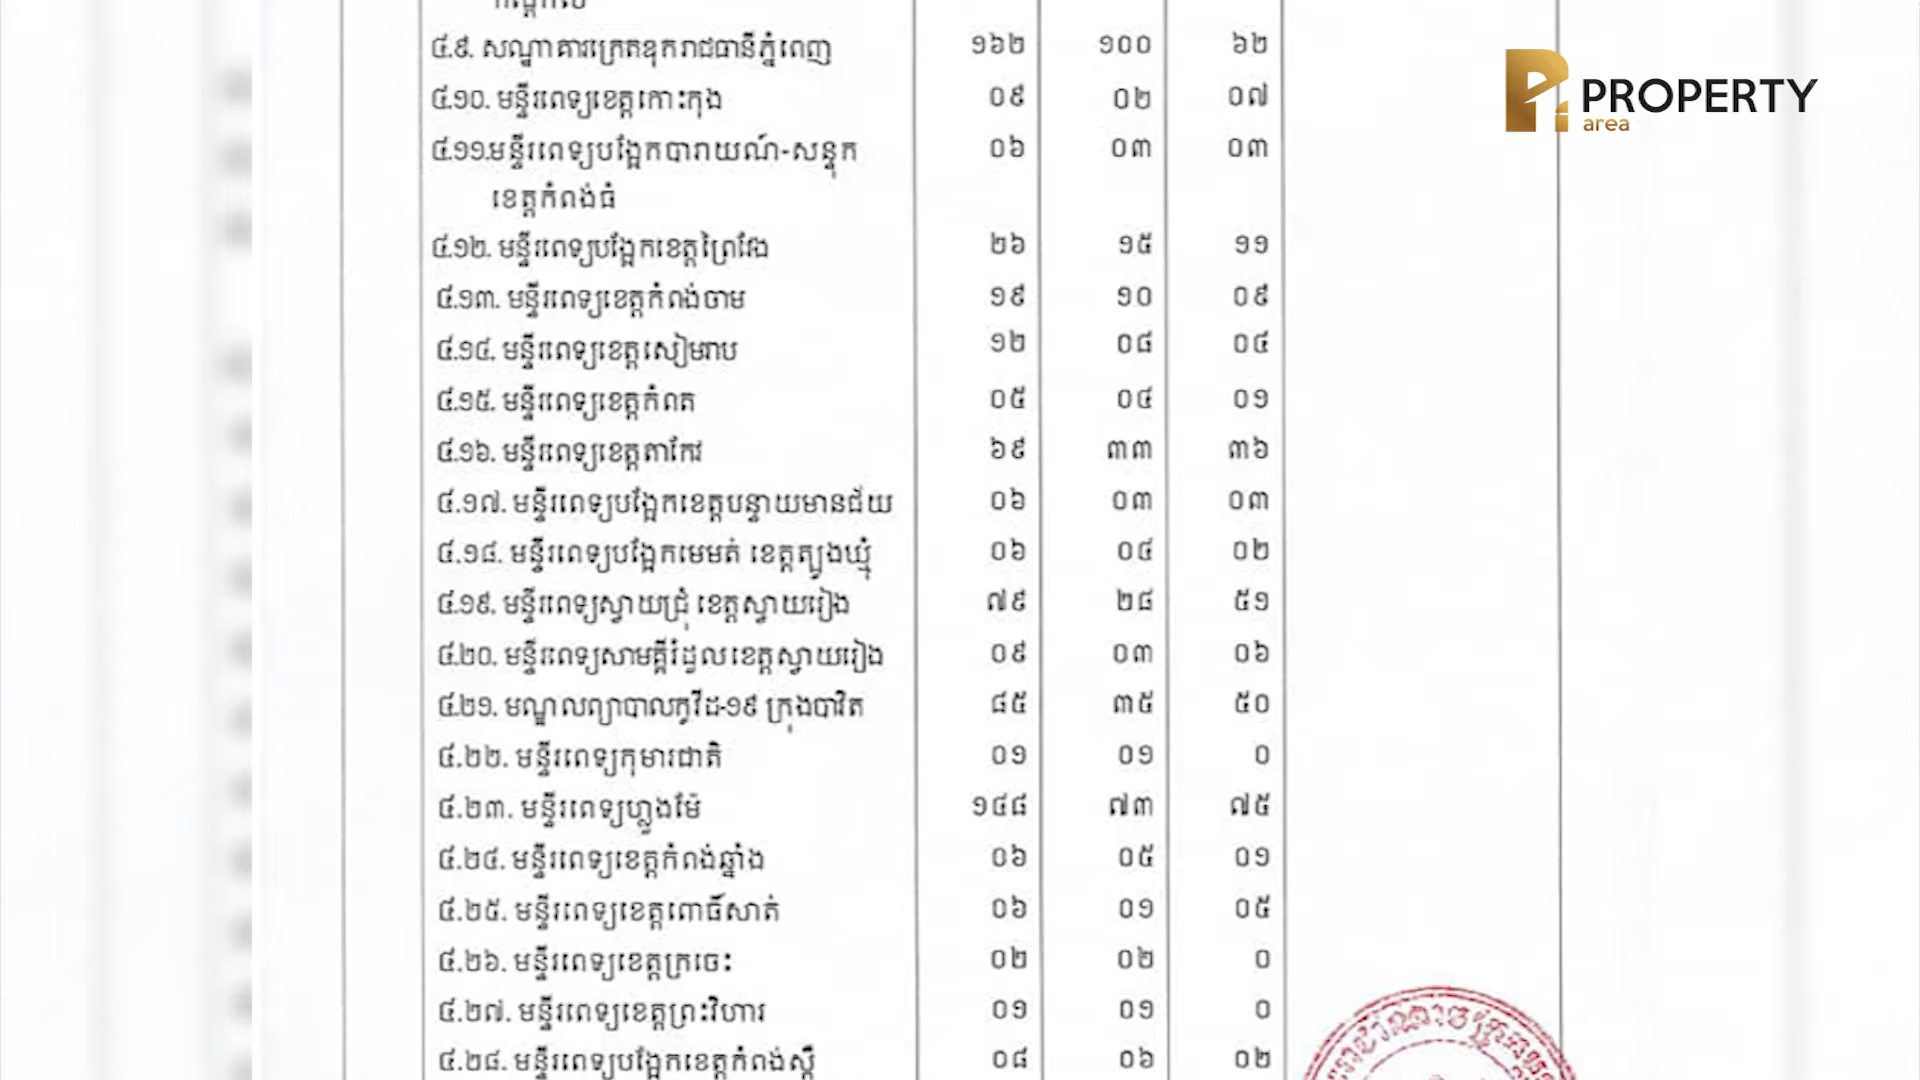 ៤.៩. សណ្ឋាគារក្រេតឌុករាជធានីភ្នំពេញ ១៦២ ១០០ ៦២
PROPERTY
area
៤.១០. មន្ទីរពេទ្យខេត្តកោះកុង ០៩ ០២ ០៧
៤.១១.មន្ទីរពេទ្យបង្អែកបារាយណ៍-សន្ទុក ០៦ ០៣ ០៣
ខេត្តកំពង់ធំ
៤.១២. មន្ទីរពេទ្យបង្អែកខេត្តព្រៃវែង ២៦ ១៥ ១១
៤.១៣. មន្ទីរពេទ្យខេត្តកំពង់ចាម ១៩ ១០ ០៩
៤.១៤. មន្ទីរពេទ្យខេត្តសៀមរាប ១២ ០៨ ០៤
៤.១៥. មន្ទីរពេទ្យខេត្តកំពត ០៥ ០៤ ០១
៤.១៦. មន្ទីរពេទ្យខេត្តតាកែវ ៦៩ ៣៣ ៣៦
៤.១៧. មន្ទីរពេទ្យបង្អែកខេត្តបន្ទាយមានជ័យ ០៦ ០៣ ០៣
៤.១៨. មន្ទីរពេទ្យបង្អែកមេមត់ ខេត្តត្បូងឃ្មុំ ០៦ ០៤ ០២
៤.១៩. មន្ទីរពេទ្យស្វាយជ្រុំ ខេត្តស្វាយរៀង ៧៩ ២៨ ៥១
៤.២០. មន្ទីរពេទ្យសាមគ្គីរំដួល ខេត្តស្វាយរៀង ០៩ ០៣ ០៦
៤.២១. មណ្ឌលព្យាបាលកូវីដ-១៩ ក្រុងបាវិត ៨៥ ៣៥ ៥០
៤.២២. មន្ទីរពេទ្យកុមារជាតិ ០១ ០១ ០
៤.២៣. មន្ទីរពេទ្យហ្លួងម៉ែ ១៤៨ ៧៣ ៧៥
៤.២៤. មន្ទីរពេទ្យខេត្តកំពង់ឆ្នាំង ០៦ ០៥ ០១
៤.២៥. មន្ទីរពេទ្យខេត្តពោធិ៍សាត់ ០៦ ០១ ០៥
៤.២៦. មន្ទីរពេទ្យខេត្តក្រចេះ ០២ ០២ ០
៤.២៧. មន្ទីរពេទ្យខេត្តព្រះវិហារ ០១ ០១ ០
៤.២៨. មន្ទីរពេទ្យបង្អែកខេត្តកំពង់ស្ពឺ ០៨ ០៦ ០២